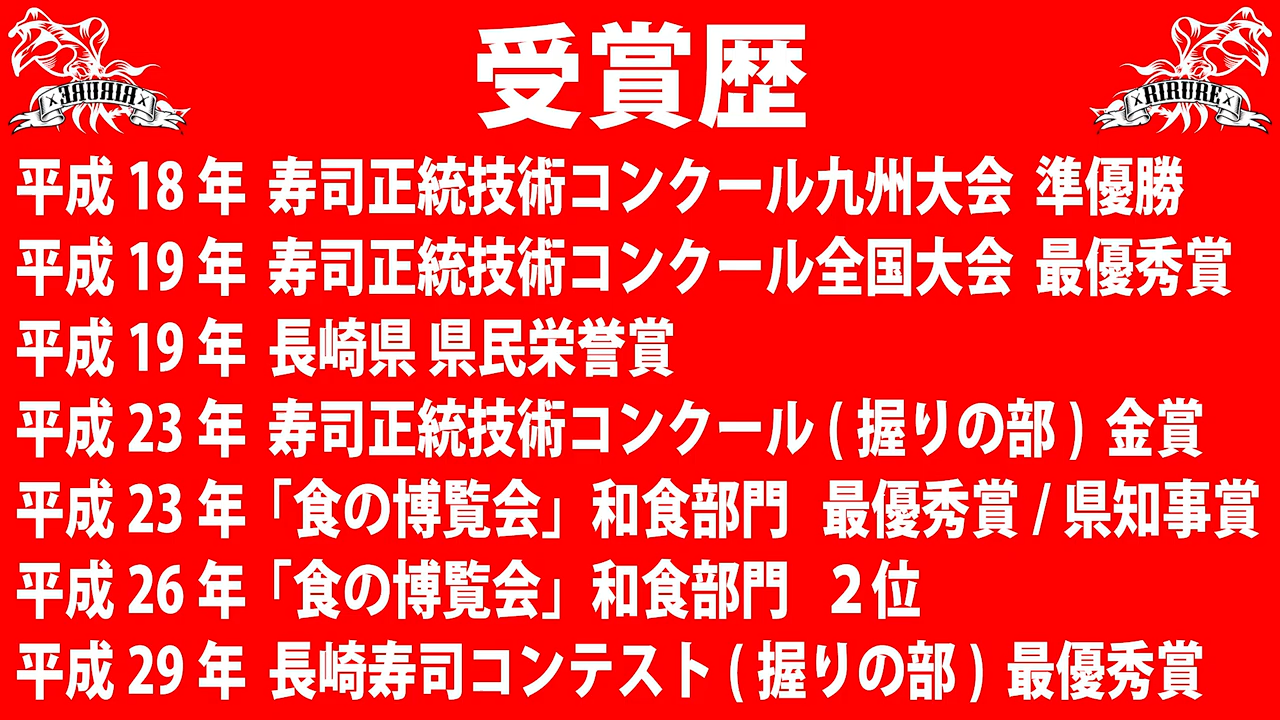 受賞歴
RIRURE
RIRURE
平成 18 年 寿司正統技術コンクール九州大会 準優勝
平成 19 年 寿司正統技術コンクール全国大会 最優秀賞
平成 19 年 長崎県 県民栄誉賞
平成 23 年 寿司正統技術コンクール ( 握りの部 ) 金賞
平成 23 年「食の博覧会」和食部門 最優秀賞 / 県知事賞
平成 26 年「食の博覧会」和食部門 2 位
平成 29 年 長崎寿司コンテスト ( 握りの部 ) 最優秀賞